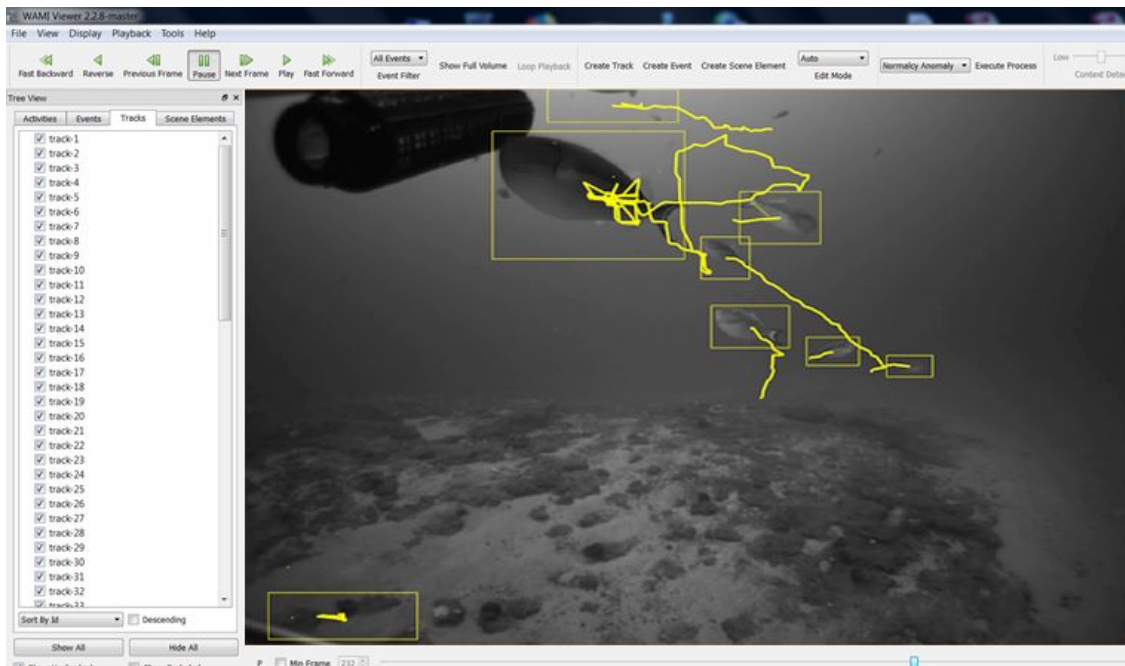 WAMI Viewer 2.2.8-master
File View Display Playback Tools Help
Fast Backward Reverse Previous Frame Pause Next Frame Play Fast Forward
All Events
Event Filter
Show Full Volume Loop Playback Create Track Create Event Create Scene Element
Auto
Edit Mode
Normalcy Anomaly Execute Process
Low
Context Detai
Tree View
Activities Events Tracks Scene Elements
track-1
track-2
track-3
track-4
track-5
track-6
track-7
track-8
track-9
track-10
track-11
track-12
track-13
track-14
track-15
track-16
track-17
track-18
track-19
track-20
track-21
track-22
track-23
track-24
track-25
track-26
track-27
track-28
track-29
track-30
track-31
track-32
track-33
Sort By Id Descending
Show All Hide All
P Min Frame 232